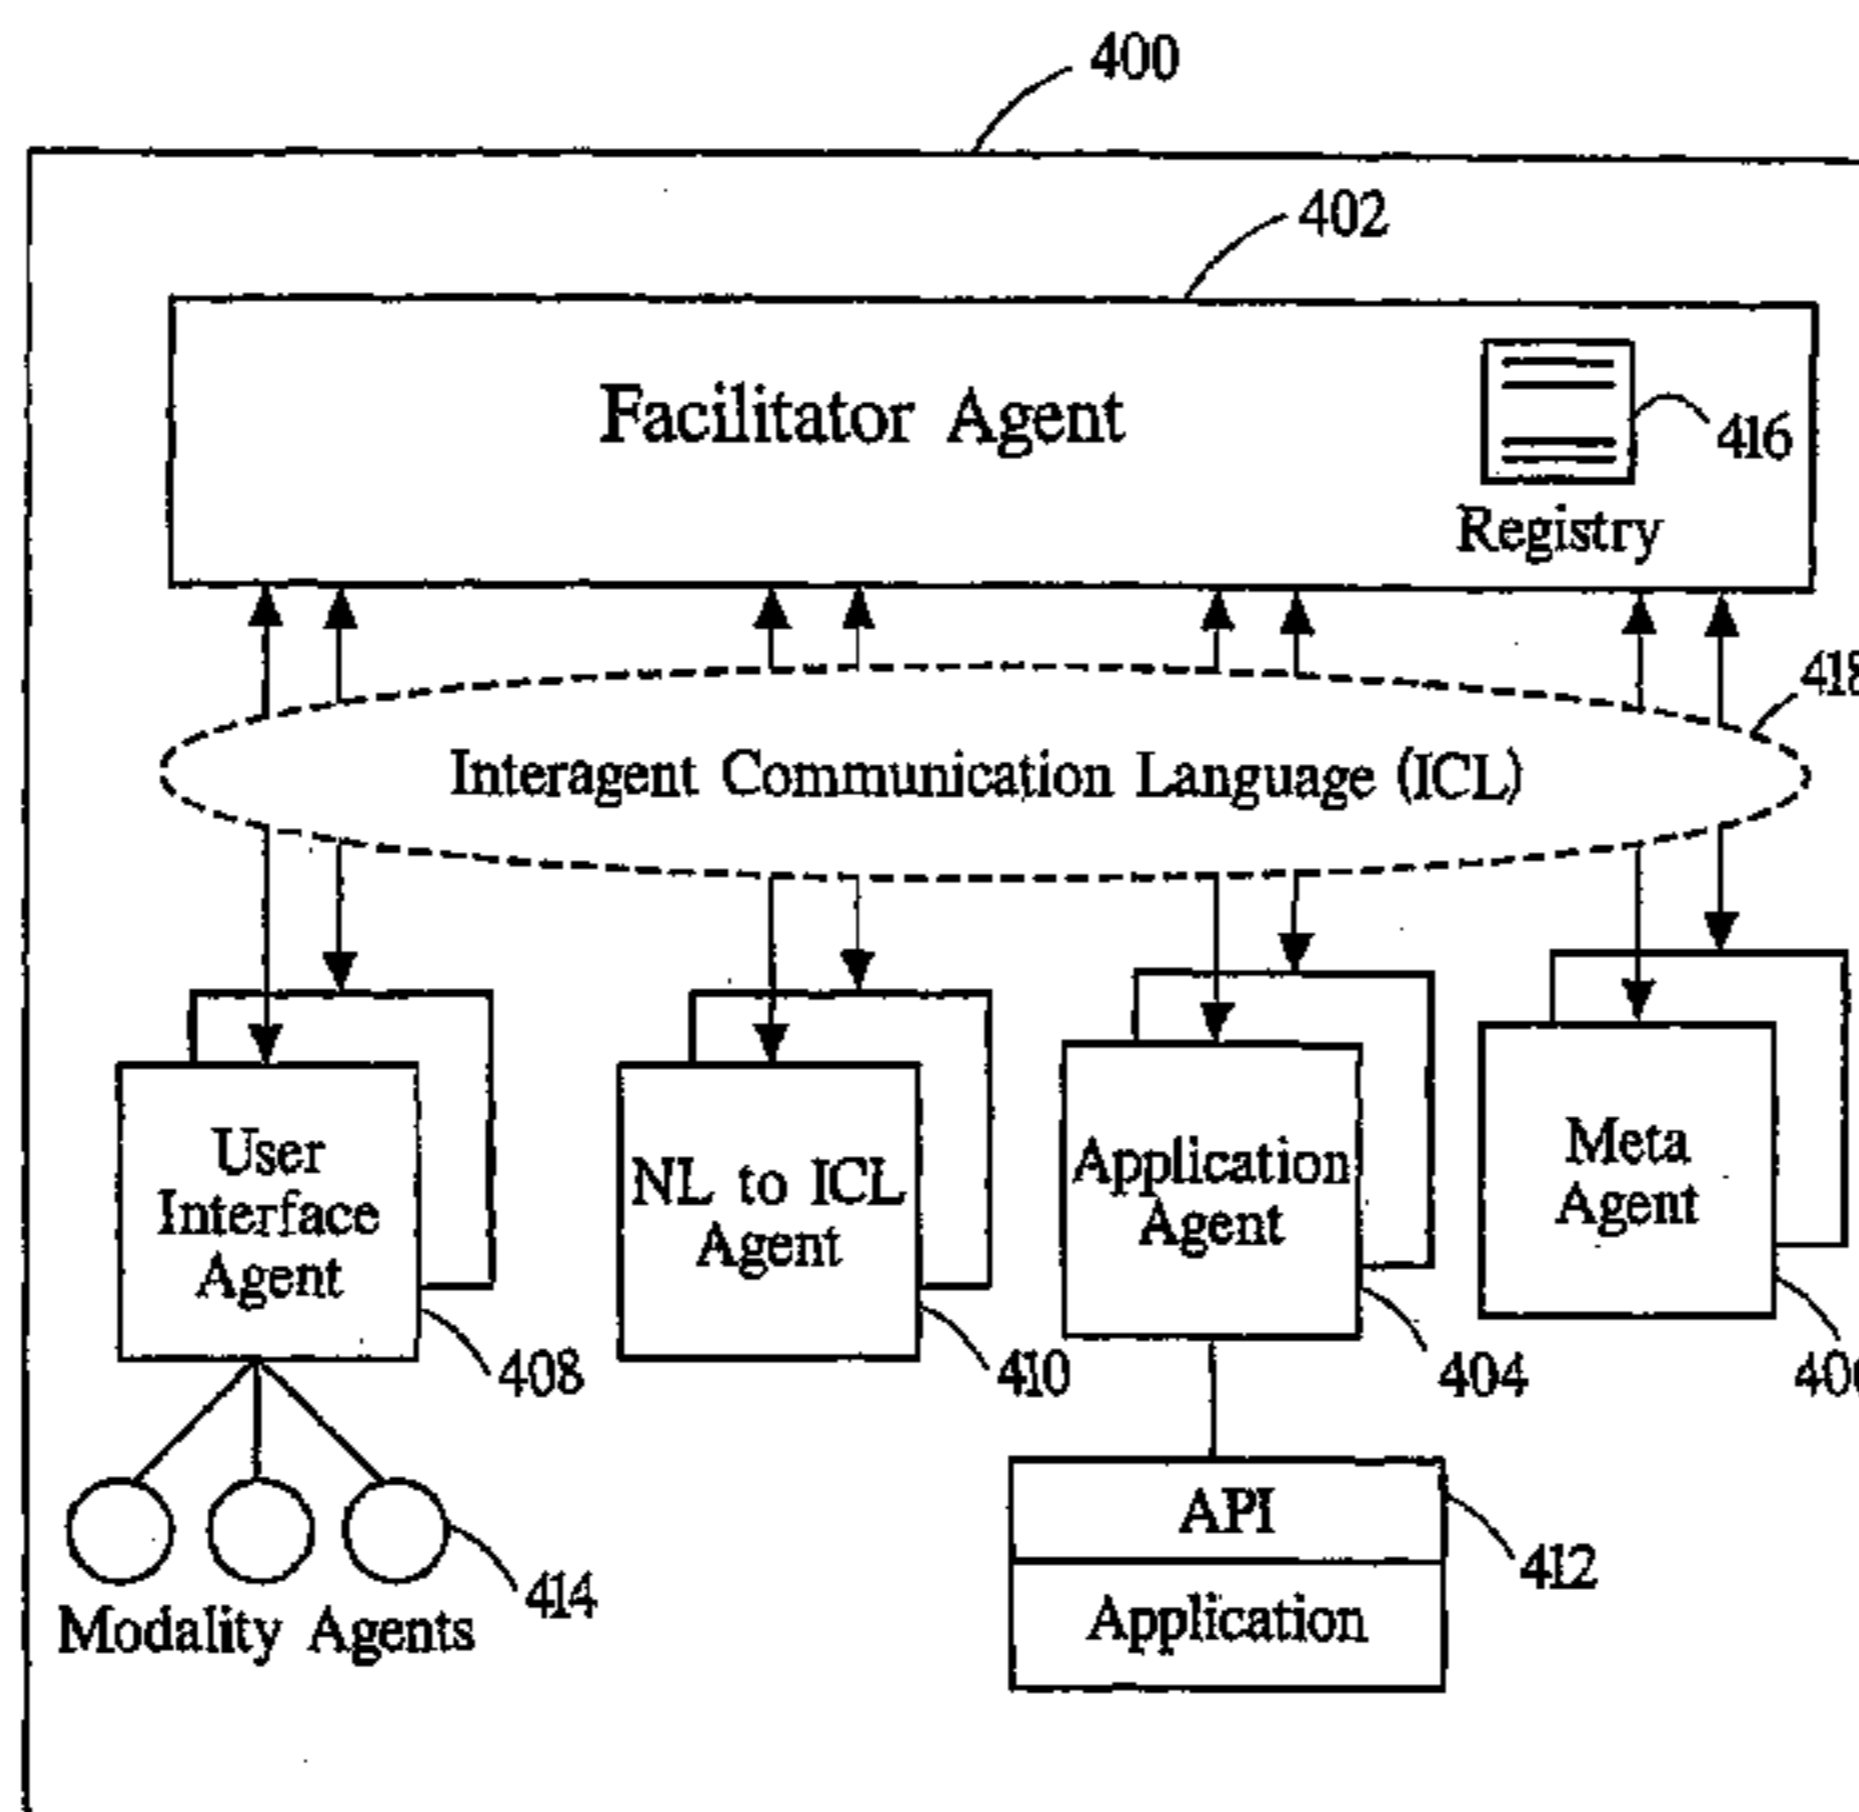 400
402
Facilitator Agent
416
Registry
418
Interagent Communication Language (ICL)
User
Interface
Agent
NL to ICL
Agent
Application
Agent
Meta
Agent
408
410
404
API
Application
412
414
Modality Agents